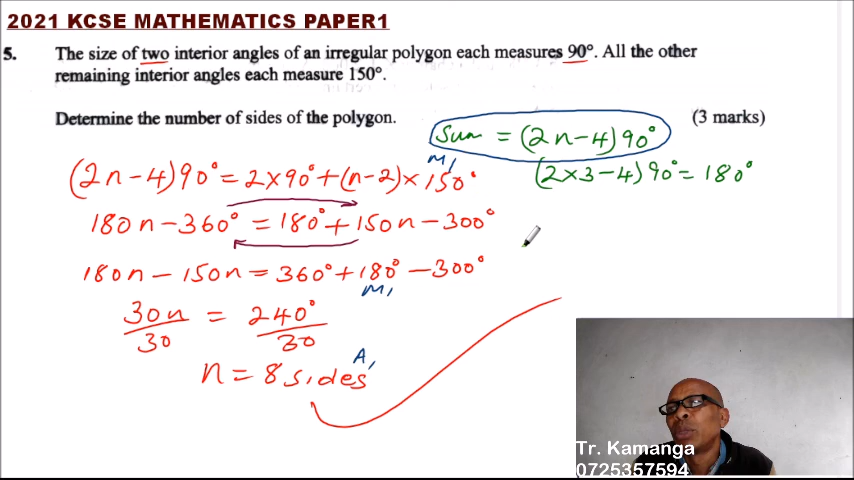 2021 KCSE MATHEMATICS PAPER1
5. The size of two interior angles of an irregular polygon each measures 90°. All the other
remaining interior angles each measure 150°.
Determine the number of sides of the polygon. (3 marks)
Sum = (2n-4)90°
(2n-4)90° = 2×90° + (n-2)×150° M1
(2×3-4)90° = 180°
180n - 360° = 180° + 150n - 300°
180n - 150n = 360° + 180° - 300°
M1
30n/30 = 240°/30
n = 8 sides A1
Tr. Kamanga
0725357594